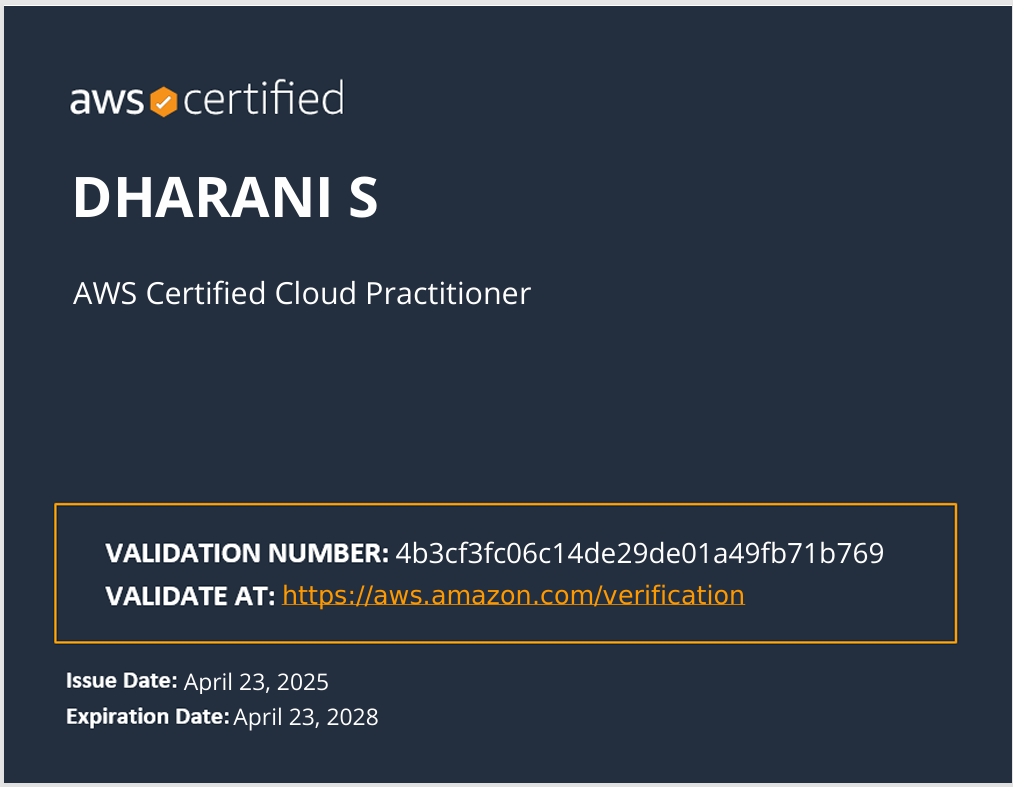 aws certified
DHARANI S
AWS Certified Cloud Practitioner
VALIDATION NUMBER: 4b3cf3fc06c14de29de01a49fb71b769
VALIDATE AT: https://aws.amazon.com/verification
Issue Date: April 23, 2025
Expiration Date: April 23, 2028